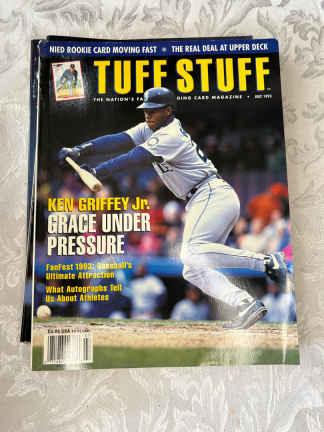 NIED ROOKIE CARD MOVING FAST • THE REAL DEAL AT UPPER DECK
TUFF STUFF
THE NATION'S DING CARD MAGAZINE • JULY 1993
KEN GRIFFEY Jr.
GRACE UNDER
PRESSURE
FanFest 1993: Baseball's
Ultimate Attraction
What Autographs Tell
Us About Athletes